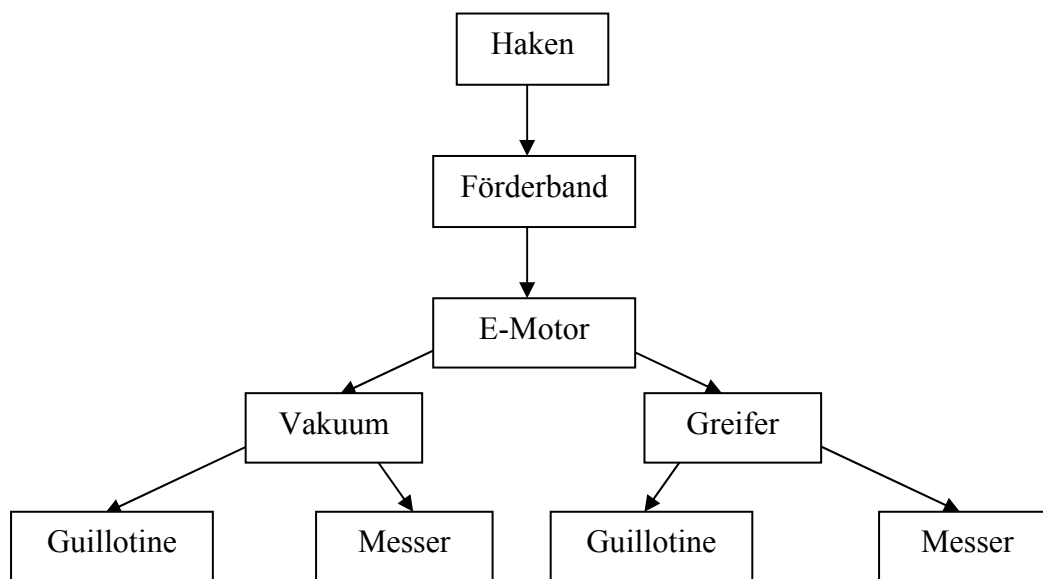 Haken
Förderband
E-Motor
Vakuum
Greifer
Guillotine
Messer
Guillotine
Messer